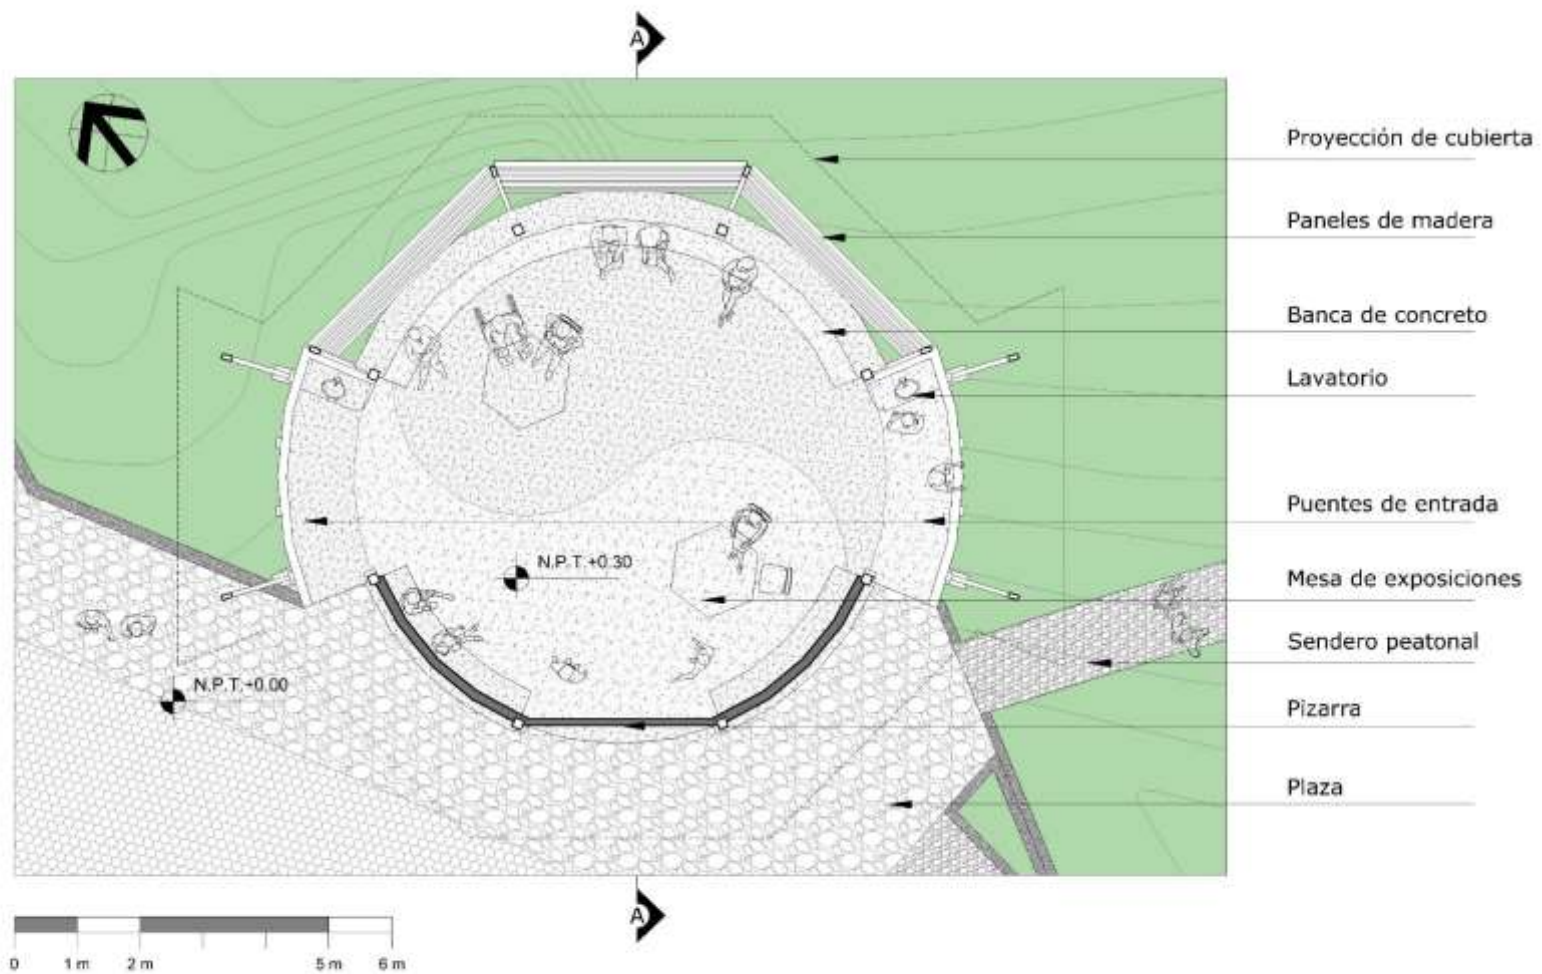 A
Proyección de cubierta
Paneles de madera
Banca de concreto
Lavatorio
Puentes de entrada
N.P.T.+0.30
Mesa de exposiciones
Sendero peatonal
N.P.T.+0.00
Pizarra
Plaza
A
0 1 m 2 m 5 m 6 m